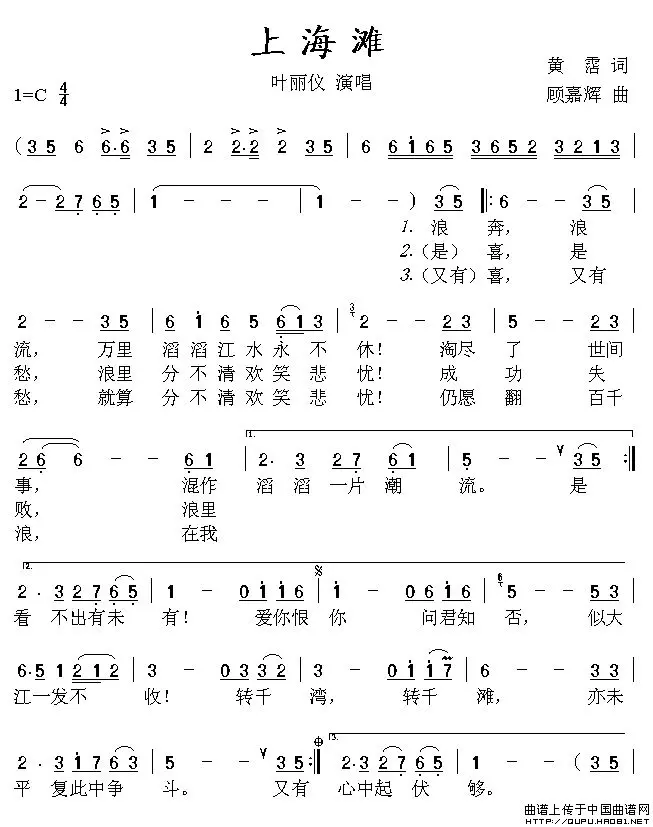 上海滩
叶丽仪 演唱
黄霑 词
1=C 4/4
顾嘉辉 曲
(3 5 6 6·6 3 5 | 2 2·2 2 3 5 | 6 6 1 6 5 3 6 5 2 3 2 1 3 |
2 - 2 7 6 5 | 1 - - - | 1 - - ) 3 5 ‖: 6 - - 3 5 |
1. 浪 奔, 浪
2.(是) 喜, 是
3.(又有) 喜, 又有
2 - - 3 5 | 6 1 6 5 6 1 3 | 3 2 - - 2 3 | 5 - - 2 3 |
流, 万里 滔滔江水永不 休! 淘尽 了 世间
愁, 浪里 分不清欢笑悲 忧! 成 功 失
愁, 就算 分不清欢笑悲 忧! 仍愿 翻 百千
2 6 6 - - 6 1 | 1. 2· 3 2 7 6 1 | 5 - - 3 5 :‖
事, 混作 滔滔一片潮 流。 是
败, 浪里
浪, 在我
2. 2· 3 2 7 6 5 | 1 - 0 1 1 6 | 1 - 0 6 1 6 | 6 5 - - 5 3 |
看 不出有未 有! 爱你恨 你 问君知 否, 似大
6·5 1 2 1 2 | 3 - 0 3 3 2 | 3 - 0 1 1 7 | 6 - - 3 3 |
江一发不 收! 转千 湾, 转千 滩, 亦未
2· 3 1 7 6 3 | 5 - - 3 5 :‖ 3. 2·3 2 7 6 5 | 1 - - ( 3 5 |
平 复此中争 斗。 又有 心中起 伏 够。
曲谱上传于中国曲谱网
HTTP://QUPU.HAO81.NET